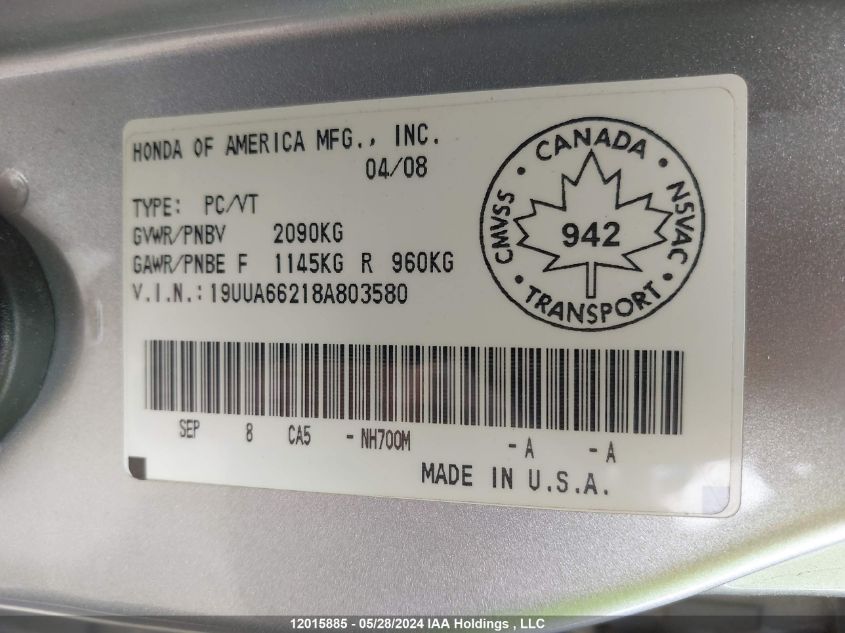 HONDA OF AMERICA MFG., INC.
04/08
TYPE: PC/VT
GVWR/PNBV 2090KG
GAWR/PNBE F 1145KG R 960KG
V.I.N.: 19UUA66218A803580
CANADA
CMVSS NSVAC
942
TRANSPORT
SEP 8 CA5 -NH700M -A -A
MADE IN U.S.A.
12015885 - 05/28/2024 IAA Holdings , LLC